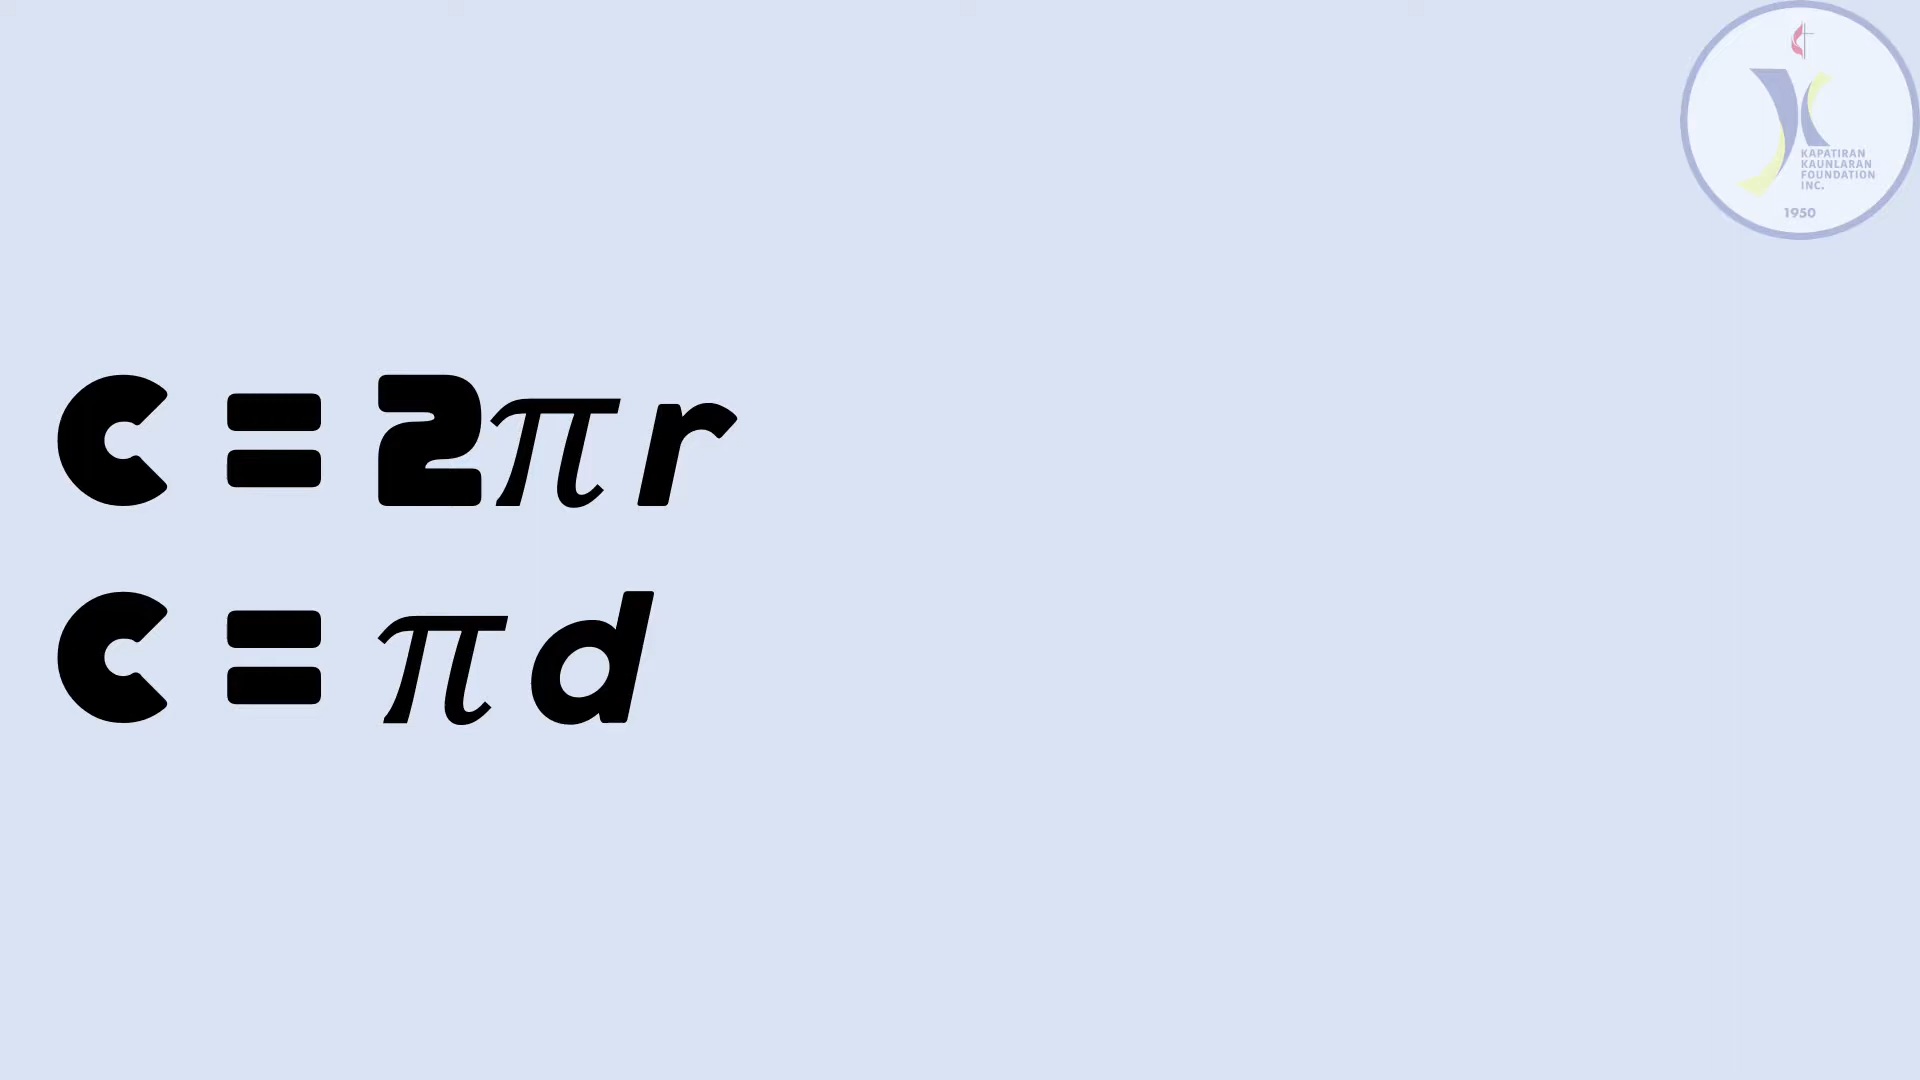 C = 2πr
C = πd
KAPATIRAN
KAUNLARAN
FOUNDATION
INC.
1950